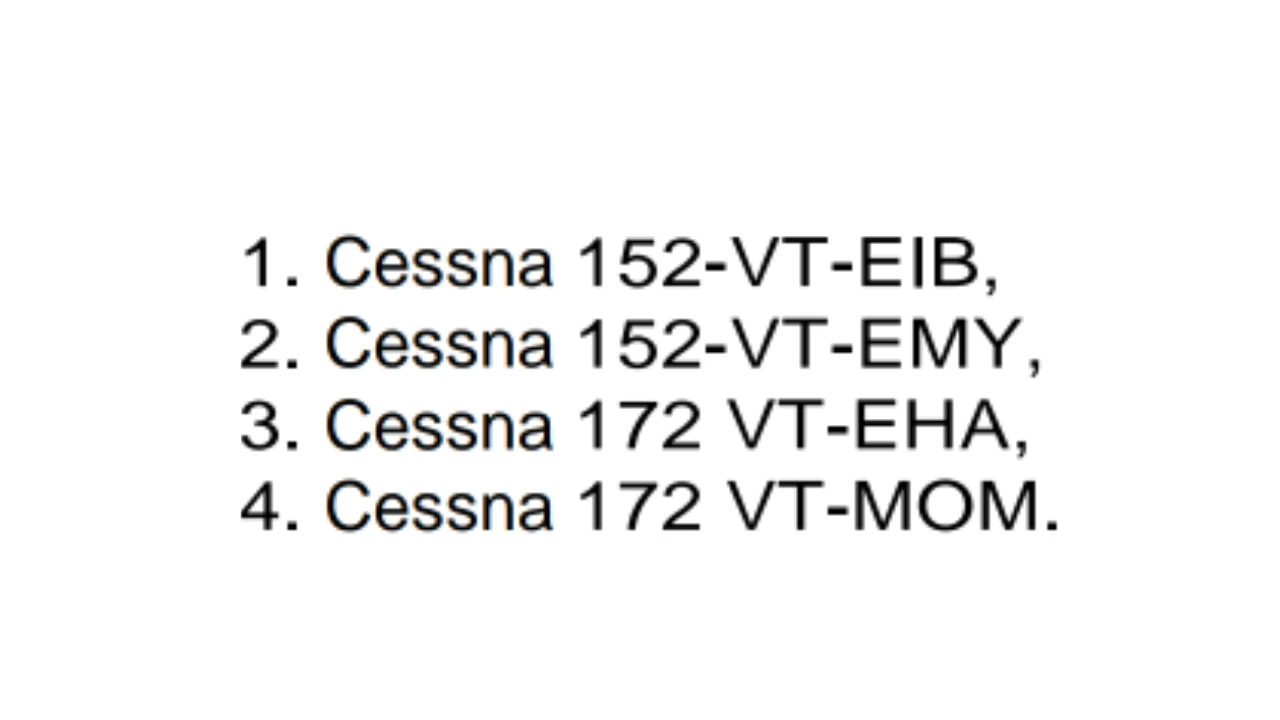 1. Cessna 152-VT-EIB,
2. Cessna 152-VT-EMY,
3. Cessna 172 VT-EHA,
4. Cessna 172 VT-MOM.